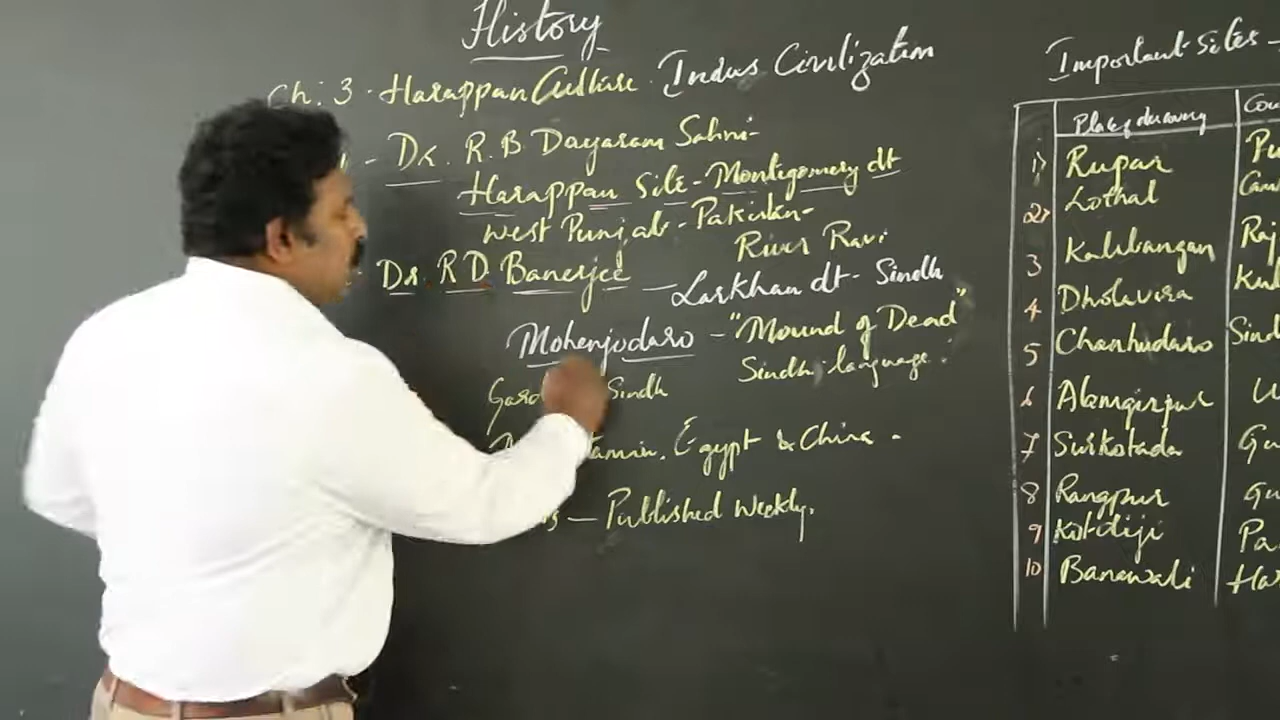 History
Ch: 3 - Harappan Culture. Indus Civilization
- Dr. R.B Dayaram Sahni-
Harappan Site - Montgomery dt
West Punjab - Pakistan-
River Ravi
Dr. R.D. Banerjee - Larkhan dt - Sindh
Mohenjodaro - "Mound of Dead"
Sindhi language.
Sindh
Egypt & China -
- Published Weekly.
Important Sites -
Place discovery
1) Rupar
2) Lothal
3 Kalibangan
4 Dholavira
5 Chanhudaro
6 Alamgirpur
7 Surkotada
8 Rangpur
9 Kotdiji
10 Banawali